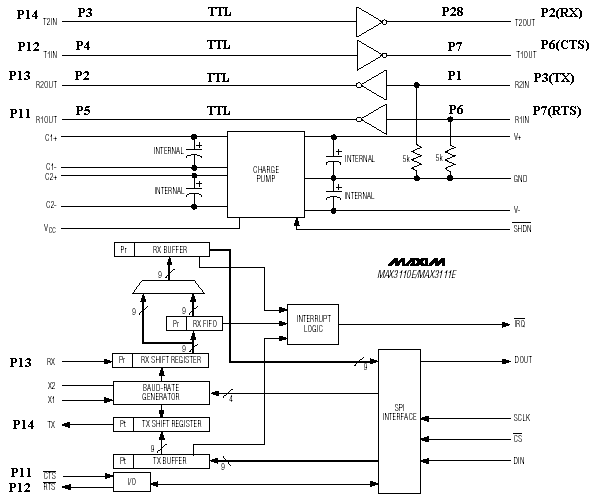 P14 T2IN P3 TTL P28 T2OUT P2(RX)
P12 T1IN P4 TTL P7 T1OUT P6(CTS)
P13 R2OUT P2 TTL P1 R2IN P3(TX)
P11 R1OUT P5 TTL P6 R1IN P7(RTS)
C1+ V+
INTERNAL INTERNAL
5k 5k
C1- CHARGE PUMP GND
C2+
INTERNAL INTERNAL
C2- V-
VCC SHDN
MAXIM
MAX3110E/MAX3111E
Pr RX BUFFER
9
9 9
Pr RX FIFO INTERRUPT LOGIC IRQ
9
P13 RX Pr RX SHIFT REGISTER 9 DOUT
X2 BAUD-RATE GENERATOR 4
X1
SPI INTERFACE
P14 TX Pt TX SHIFT REGISTER SCLK
9 CS
Pt TX BUFFER 9 DIN
P11 CTS I/O
P12 RTS